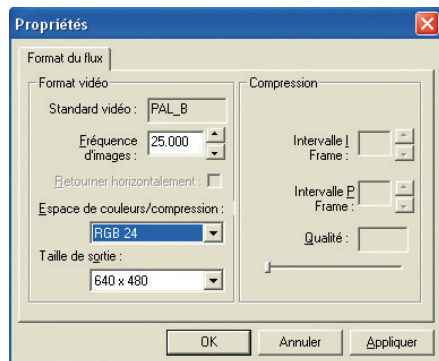 Propriétés
Format du flux
Format vidéo
Standard vidéo : PAL_B
Fréquence
d'images : 25.000
Retourner horizontalement :
Espace de couleurs/compression :
RGB 24
Taille de sortie :
640 x 480
Compression
Intervalle I
Frame :
Intervalle P
Frame :
Qualité :
OK Annuler Appliquer